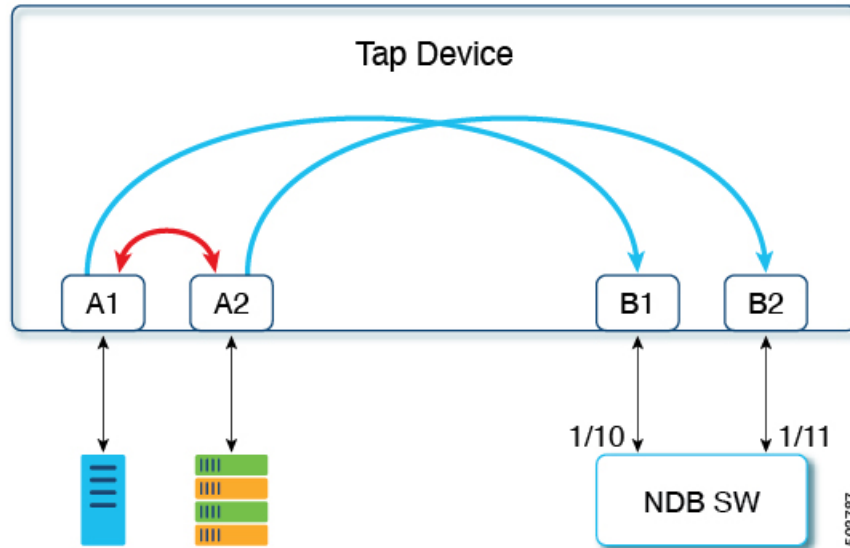 Tap Device
A1
A2
B1
B2
1/10
1/11
NDB SW